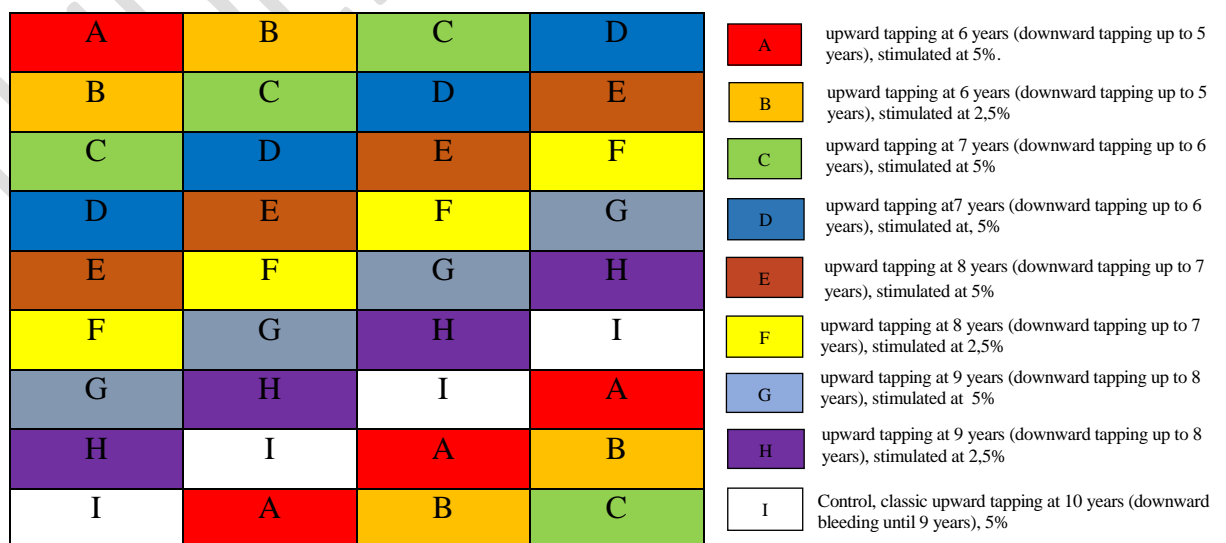 A B C D
B C D E
C D E F
D E F G
E F G H
F G H I
G H I A
H I A B
I A B C
A
upward tapping at 6 years (downward tapping up to 5
years), stimulated at 5%.
B
upward tapping at 6 years (downward tapping up to 5
years), stimulated at 2,5%
C
upward tapping at 7 years (downward tapping up to 6
years), stimulated at 5%
D
upward tapping at7 years (downward tapping up to 6
years), stimulated at, 5%
E
upward tapping at 8 years (downward tapping up to 7
years), stimulated at 5%
F
upward tapping at 8 years (downward tapping up to 7
years), stimulated at 2,5%
G
upward tapping at 9 years (downward tapping up to 8
years), stimulated at 5%
H
upward tapping at 9 years (downward tapping up to 8
years), stimulated at 2,5%
I
Control, classic upward tapping at 10 years (downward
bleeding until 9 years), 5%